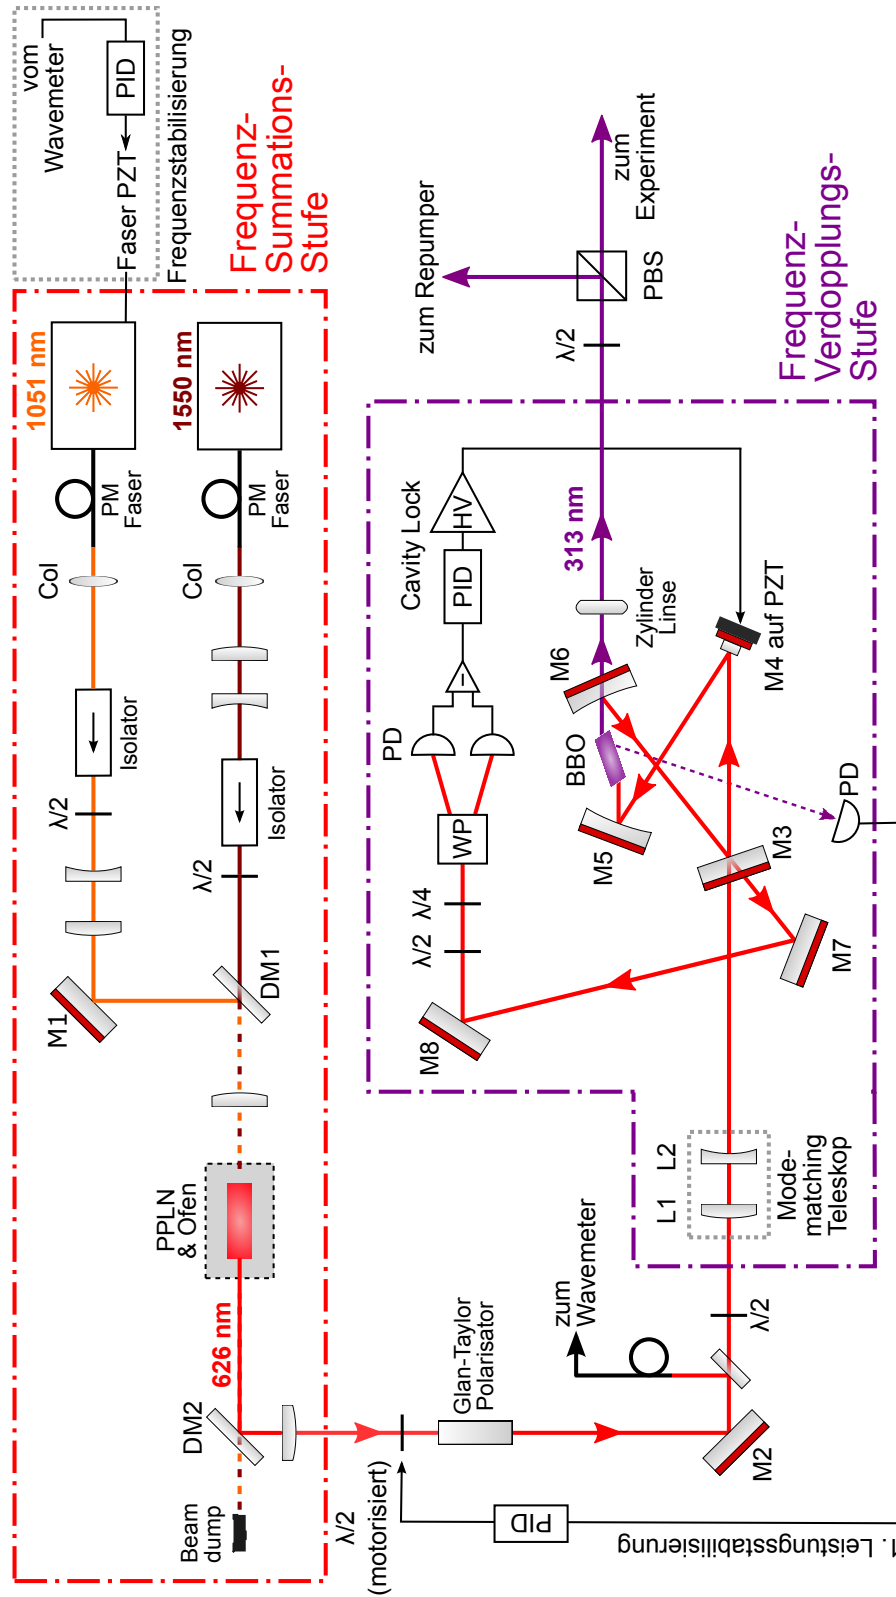 vom
Wavemeter
PID
Faser PZT
Frequenzstabilisierung
Frequenz-
Summations-
Stufe
1051 nm
1550 nm
PM
Faser
PM
Faser
Col
Col
Isolator
Isolator
λ/2
λ/2
M1
DM1
PPLN
& Ofen
626 nm
DM2
Beam
dump
λ/2
(motorisiert)
Glan-Taylor
Polarisator
PID
Leistungsstabilisierung
M2
zum
Wavemeter
λ/2
L1
L2
Mode-
matching
Teleskop
M8
M7
M3
M5
M6
M4 auf PZT
BBO
PD
λ/2
λ/4
WP
PD
−
PID
HV
Cavity Lock
Zylinder
Linse
313 nm
λ/2
PBS
zum Repumper
zum
Experiment
Frequenz-
Verdopplungs-
Stufe